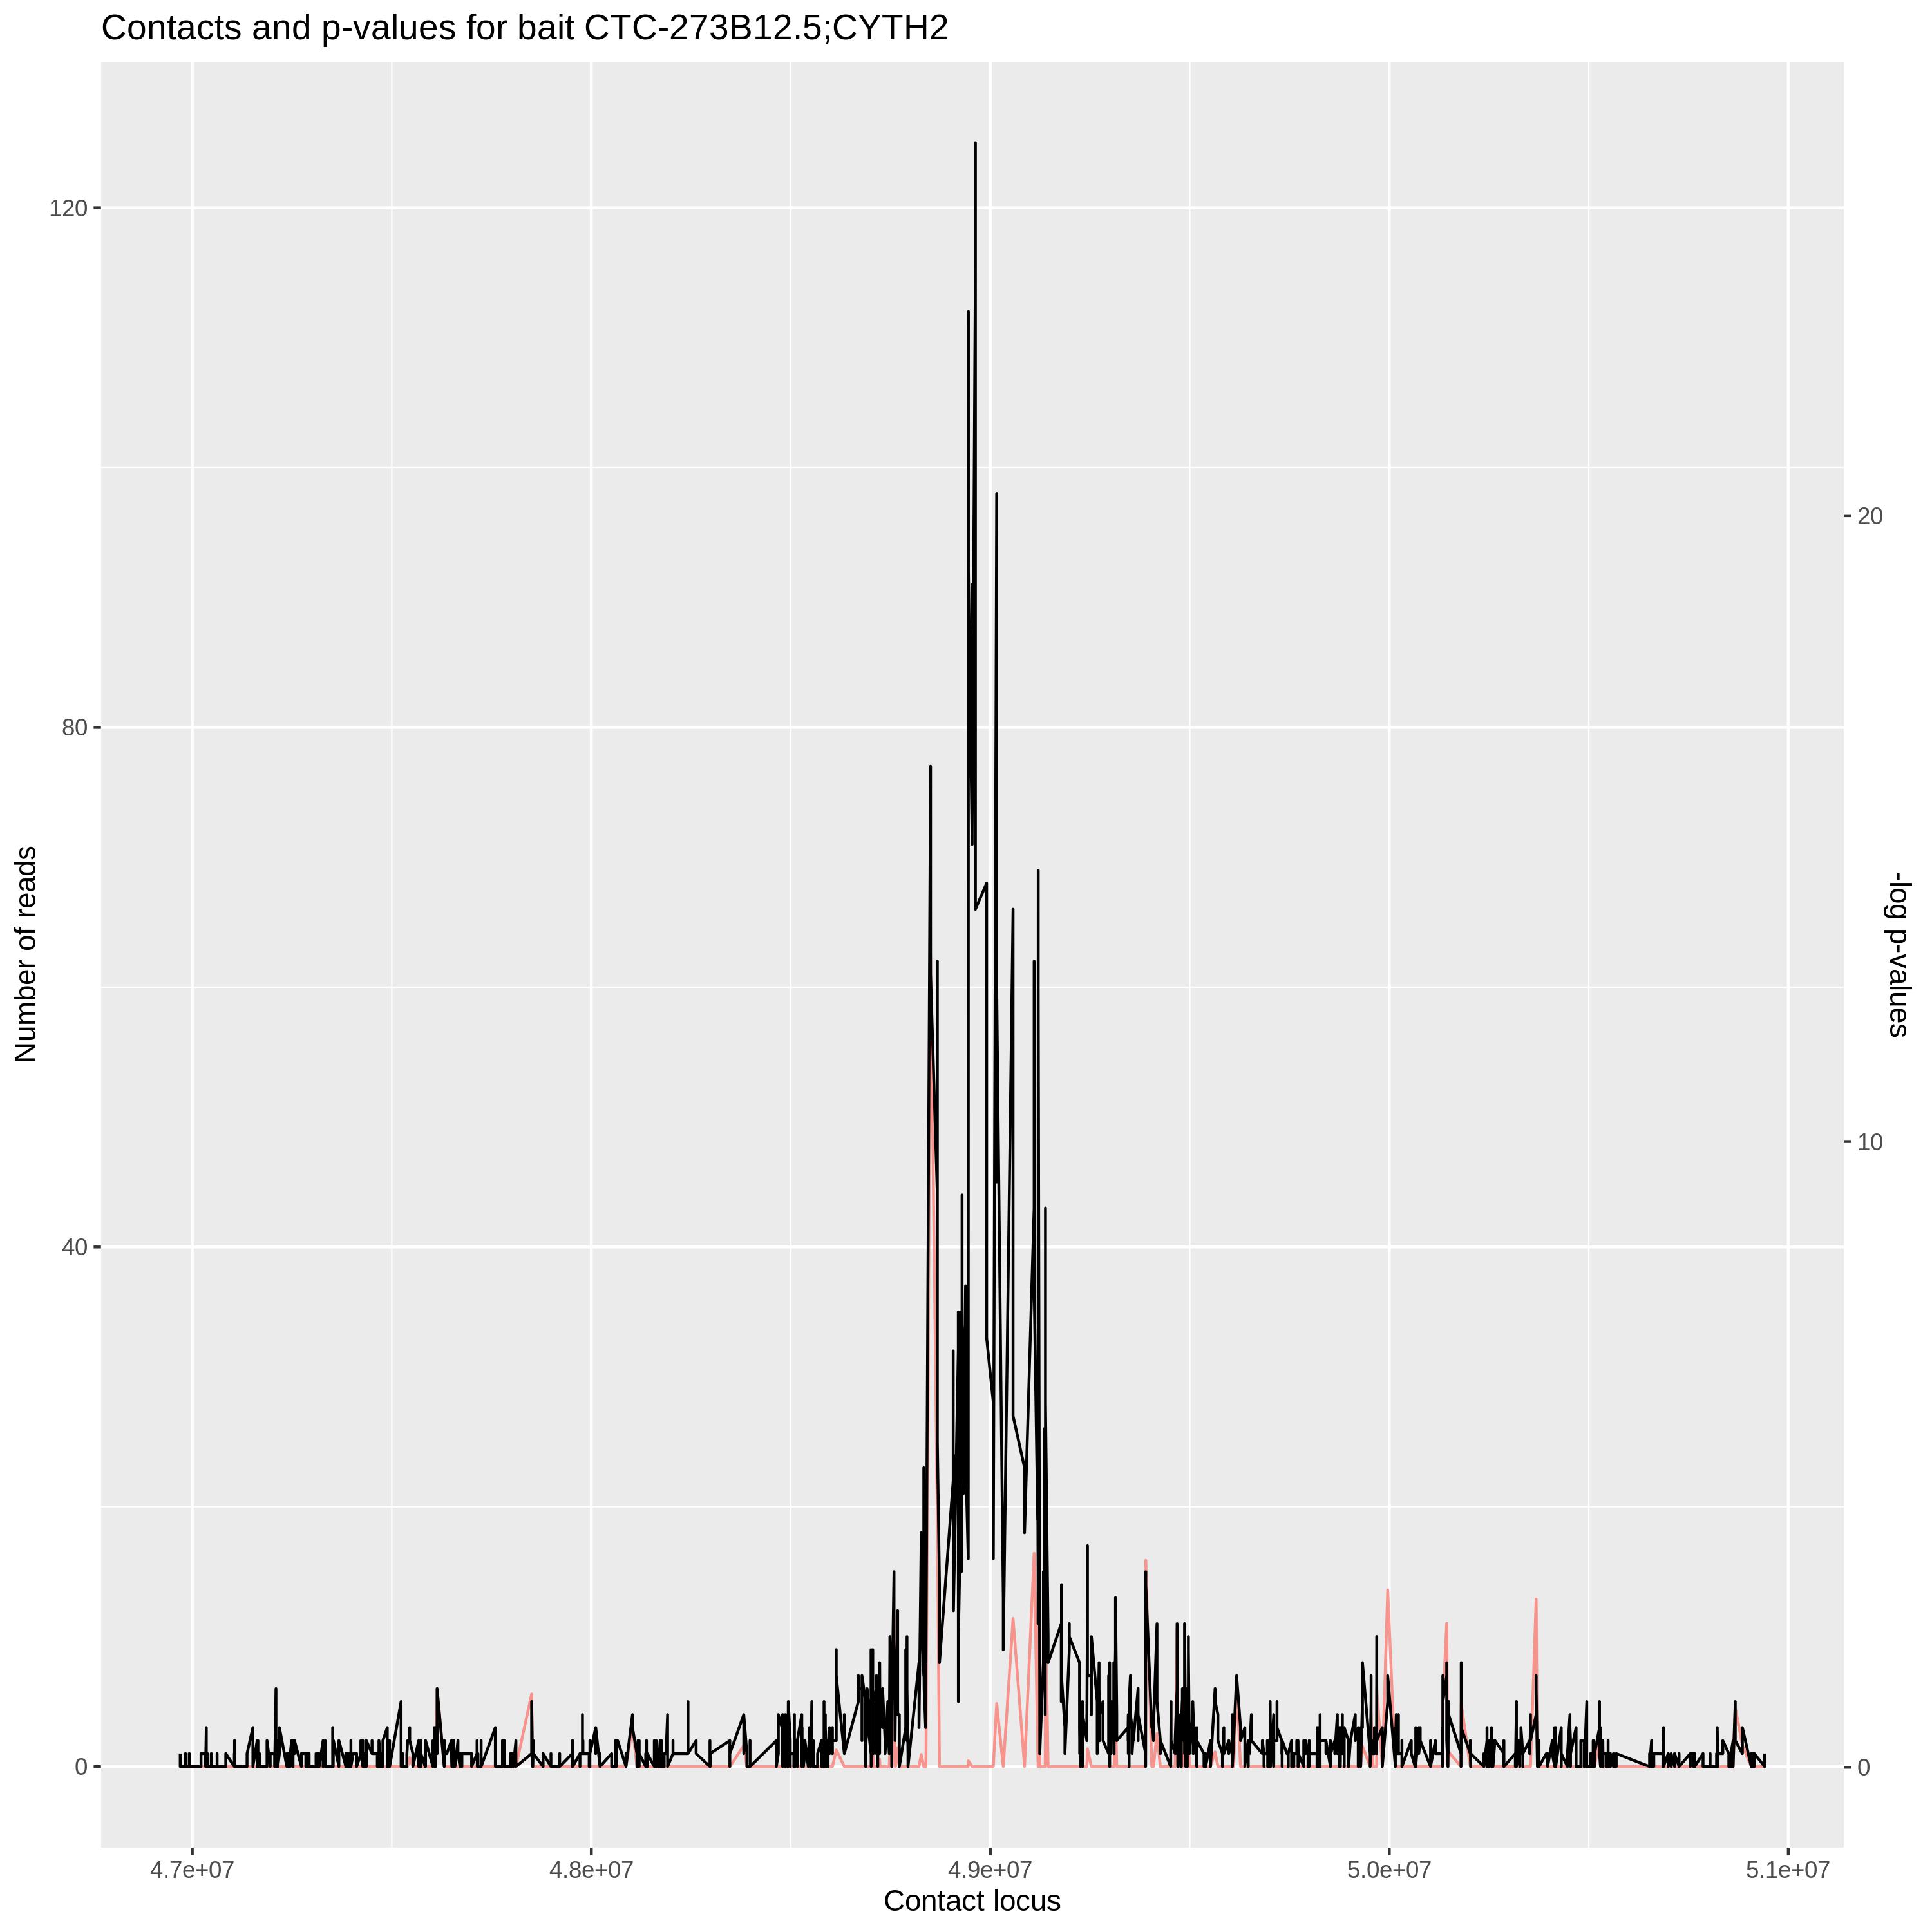 Contacts and p-values for bait CTC-273B12.5;CYTH2
120
80
40
0
Number of reads
20
10
0
-log p-values
4.7e+07
4.8e+07
4.9e+07
5.0e+07
5.1e+07
Contact locus